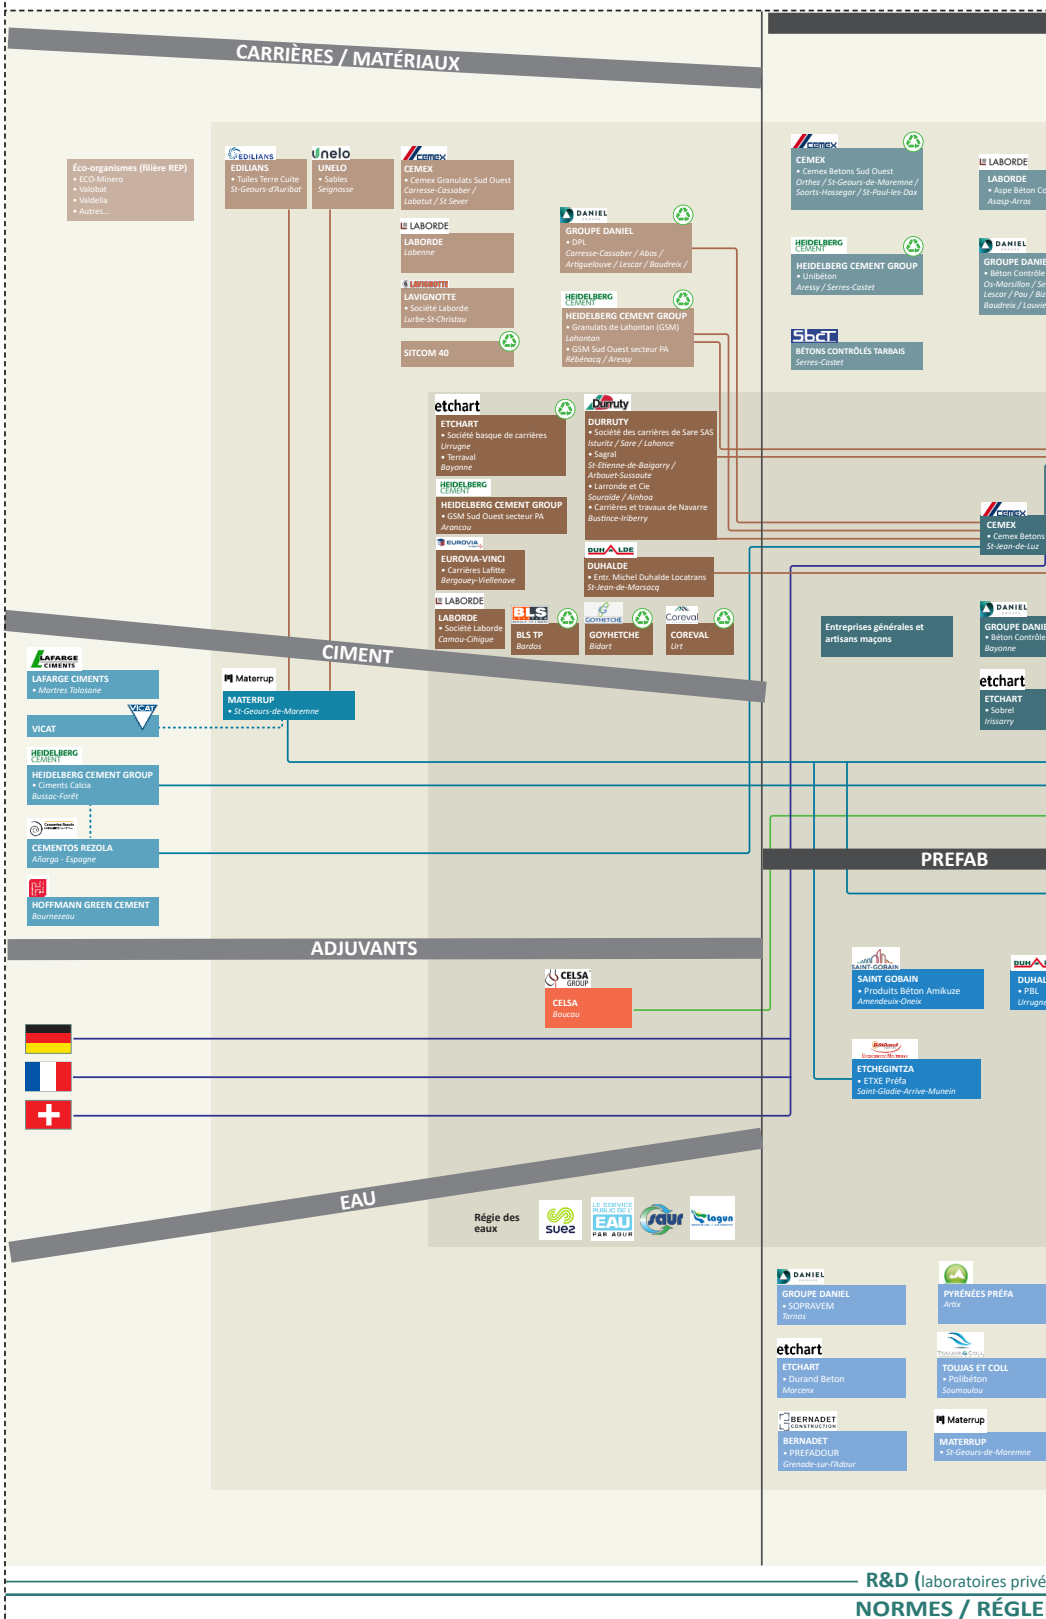 CARRIÈRES / MATÉRIAUX
Éco-organismes (filière REP)
• ECO-Minero
• Valobat
• Valdelia
• Autres...
EDILIANS
EDILIANS
• Tuiles Terre Cuite
St-Geours-d'Auribat
unelo
UNELO
• Sables
Seignosse
CEMEX
CEMEX
• Cemex Granulats Sud Ouest
Carresse-Cassaber /
Labatut / St Sever
LABORDE
LABORDE
Labenne
LAVIGNOTTE
LAVIGNOTTE
• Société Laborde
Lurbe-St-Christau
SITCOM 40
DANIEL
GROUPE DANIEL
• DPL
Carresse-Cassaber / Abos /
Artiguelouve / Lescar / Baudreix /
HEIDELBERG
CEMENT
HEIDELBERG CEMENT GROUP
• Granulats de Lahontan (GSM)
Lahontan
• GSM Sud Ouest secteur PA
Rébénacq / Aressy
etchart
ETCHART
• Société basque de carrières
Urrugne
• Terraval
Bayonne
HEIDELBERG
CEMENT
HEIDELBERG CEMENT GROUP
• GSM Sud Ouest secteur PA
Arancou
EUROVIA
EUROVIA-VINCI
• Carrières Lafitte
Bergouey-Viellenave
LABORDE
LABORDE
• Société Laborde
Camou-Cihigue
Durruty
DURRUTY
• Société des carrières de Sare SAS
Isturitz / Sare / Lahonce
• Sagral
St-Etienne-de-Baigorry /
Arbouet-Sussaute
• Larronde et Cie
Souraïde / Ainhoa
• Carrières et travaux de Navarre
Bustince-Iriberry
DUHALDE
DUHALDE
• Entr. Michel Duhalde Locatrans
St-Jean-de-Marsacq
BLS
BLS TP
Bardos
GOYHETCHE
GOYHETCHE
Bidart
Coreval
COREVAL
Urt
CEMEX
CEMEX
• Cemex Betons Sud Ouest
Orthez / St-Geours-de-Maremne /
Soorts-Hossegor / St-Paul-les-Dax
LABORDE
LABORDE
• Aspe Béton Co
Asasp-Arros
HEIDELBERG
CEMENT
HEIDELBERG CEMENT GROUP
• Unibéton
Aressy / Serres-Castet
DANIEL
GROUPE DANIE
• Béton Contrôle
Os-Marsillon / Se
Lescar / Pau / Biz
Baudreix / Louvie
SbcT
BÉTONS CONTRÔLÉS TARBAIS
Serres-Castet
CEMEX
CEMEX
• Cemex Betons
St-Jean-de-Luz
Entreprises générales et
artisans maçons
DANIEL
GROUPE DANIE
• Béton Contrôle
Bayonne
etchart
ETCHART
• Sobrel
Irissarry
CIMENT
LAFARGE
CIMENTS
LAFARGE CIMENTS
• Martres Tolosane
VICAT
VICAT
HEIDELBERG
CEMENT
HEIDELBERG CEMENT GROUP
• Ciments Calcia
Bussac-Forêt
Cementos Rezola
CEMENTOS REZOLA
Añorga - Espagne
HOFFMANN GREEN CEMENT
Bournezeau
Materrup
MATERRUP
• St-Geours-de-Maremne
PREFAB
ADJUVANTS
CELSA
GROUP
CELSA
Boucau
SAINT-GOBAIN
SAINT GOBAIN
• Produits Béton Amikuze
Amendeuix-Oneix
DUHAL
DUHAL
• PBL
Urrugne
ETCHEGINTZA
• ETXE Préfa
Saint-Gladie-Arrive-Munein
EAU
Régie des
eaux
suez
LE SERVICE
PUBLIC DE L'
EAU
PAR AGUR
saur
Lagun
DANIEL
GROUPE DANIEL
• SOPRAVEM
Tarnos
PYRÉNÉES PRÉFA
Artix
etchart
ETCHART
• Durand Beton
Morcenx
TOUJAS & COLL
TOUJAS ET COLL
• Polibéton
Soumoulou
BERNADET
CONSTRUCTION
BERNADET
• PREFADOUR
Grenade-sur-l'Adour
Materrup
MATERRUP
• St-Geours-de-Maremne
R&D (laboratoires privé
NORMES / RÉGLE